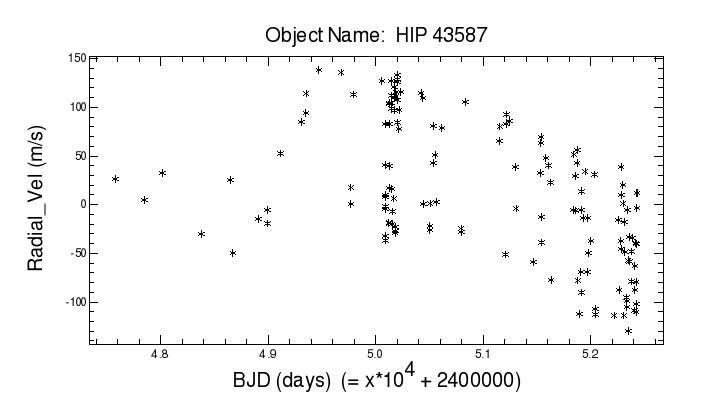 Object Name:  HIP 43587
150
100
50
0
-50
-100
Radial_Vel (m/s)
4.8 4.9 5.0 5.1 5.2
BJD (days)  (= x*10^4 + 2400000)